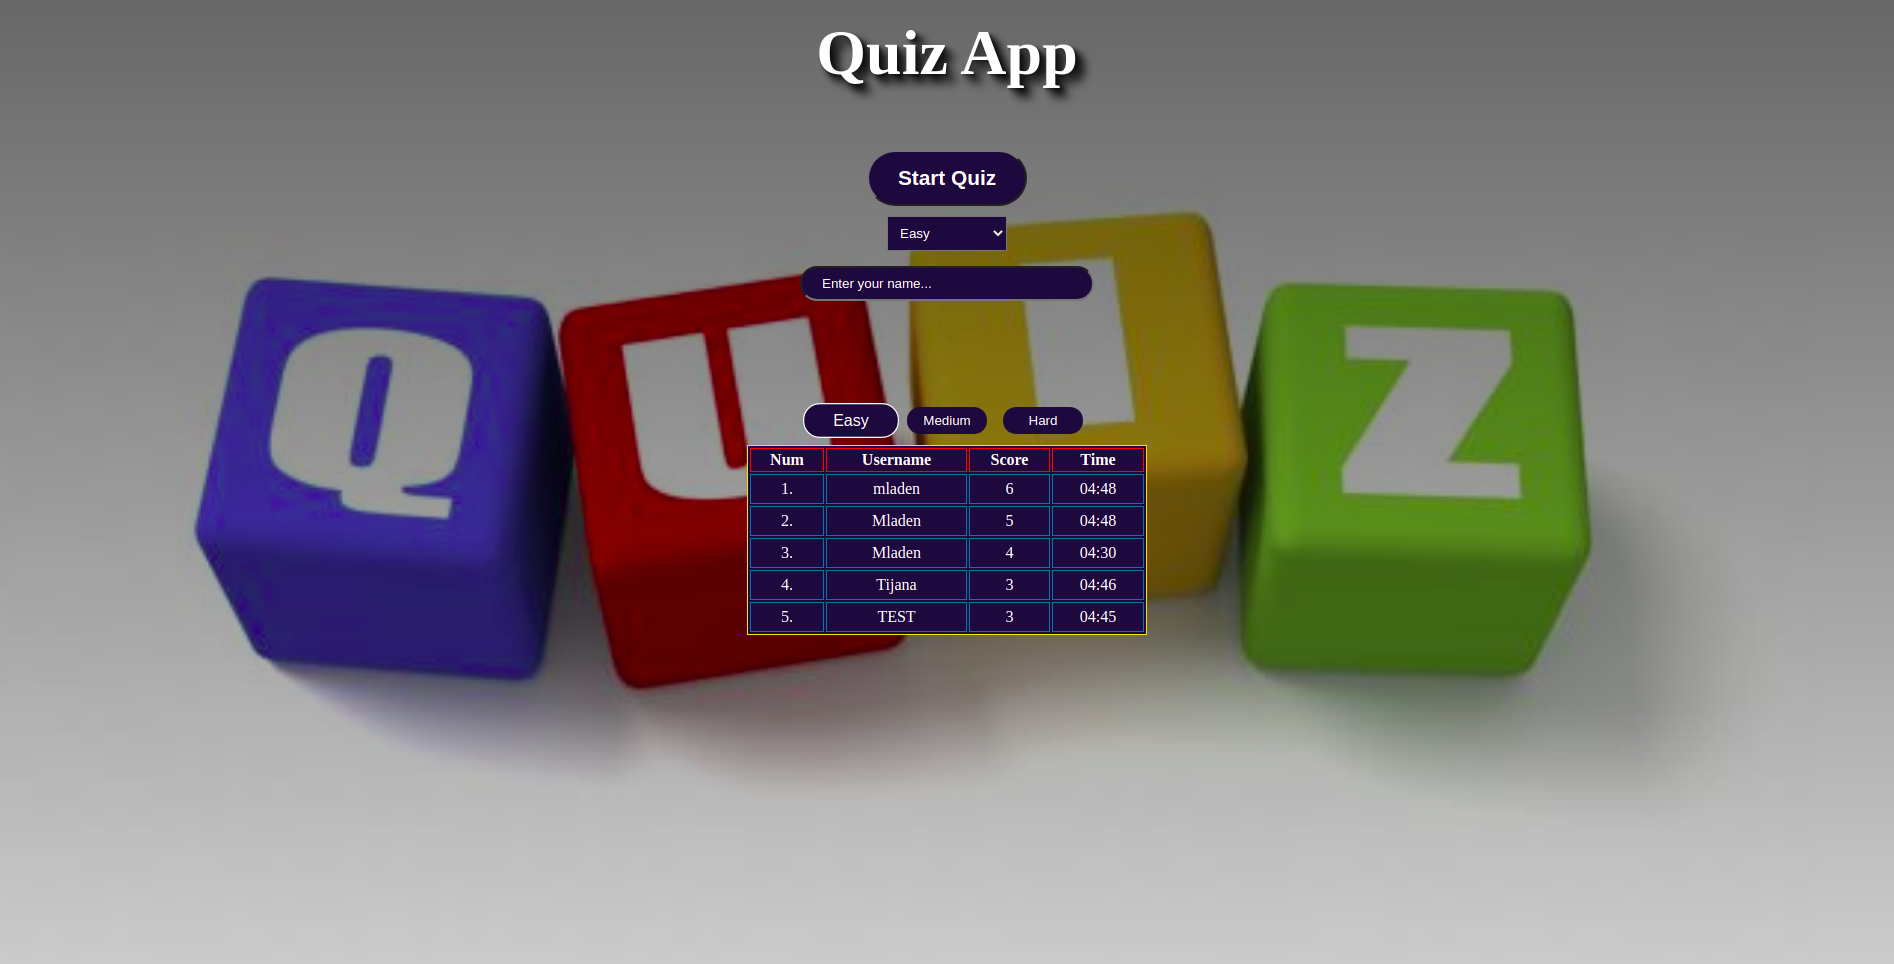 Quiz App
Start Quiz
Easy
Enter your name...
Q U I Z
Easy Medium Hard
Num Username Score Time
1. mladen 6 04:48
2. Mladen 5 04:48
3. Mladen 4 04:30
4. Tijana 3 04:46
5. TEST 3 04:45